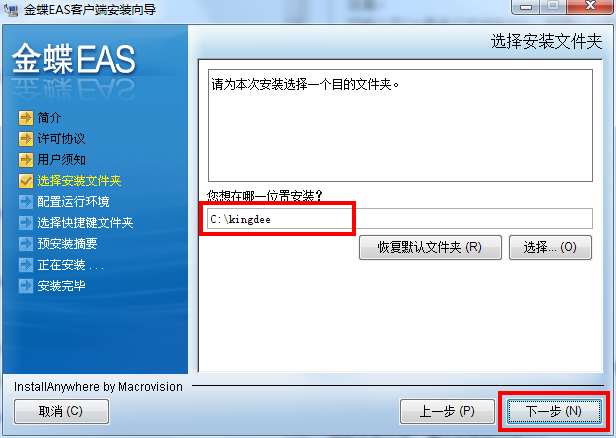 金蝶EAS客户端安装向导
选择安装文件夹
金蝶EAS
请为本次安装选择一个目的文件夹。
简介
许可协议
用户须知
选择安装文件夹
配置运行环境
选择快捷键文件夹
预安装摘要
正在安装 . . .
安装完毕
您想在哪一位置安装？
C:\kingdee
恢复默认文件夹 (R)
选择... (O)
InstallAnywhere by Macrovision
取消 (C)
上一步 (P)
下一步 (N)